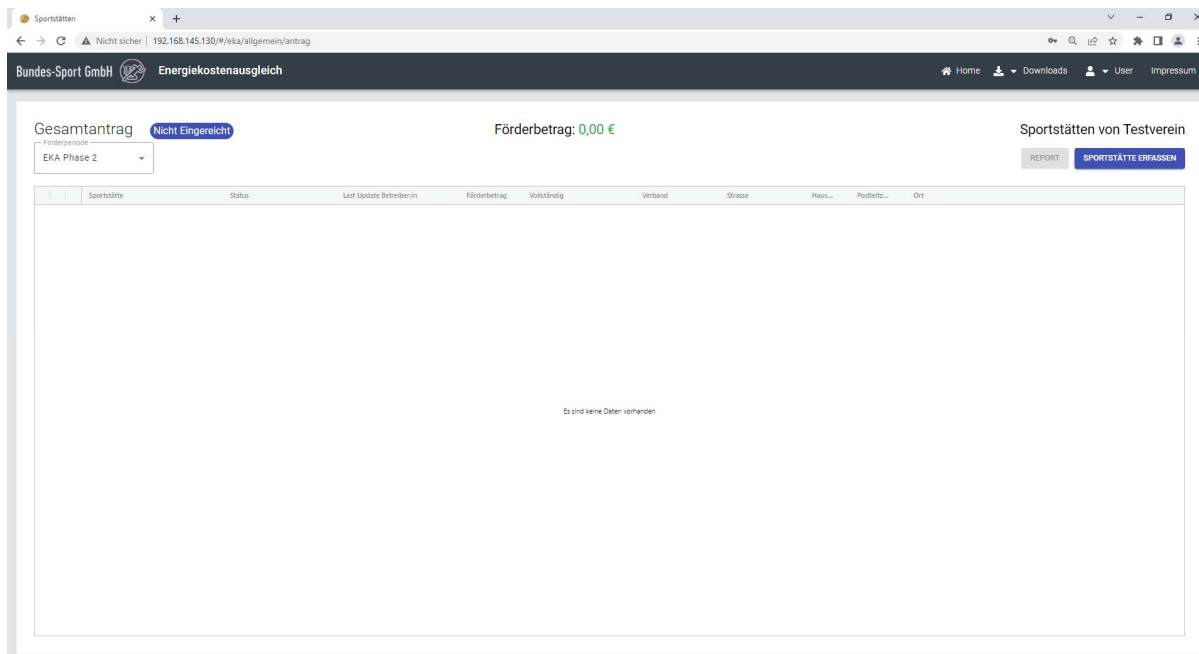 Sportstätten
Nicht sicher | 192.168.145.130/#/eka/allgemein/antrag
Bundes-Sport GmbH Energiekostenausgleich Home Downloads User Impressum
Gesamtantrag Nicht Eingereicht Förderbetrag: 0,00 € Sportstätten von Testverein
Förderperiode
EKA Phase 2 REPORT SPORTSTÄTTE ERFASSEN
Sportstätte Status Last Update Betreiber:in Förderbetrag Vollständig Verband Strasse Haus... Postleitz... Ort
Es sind keine Daten vorhanden